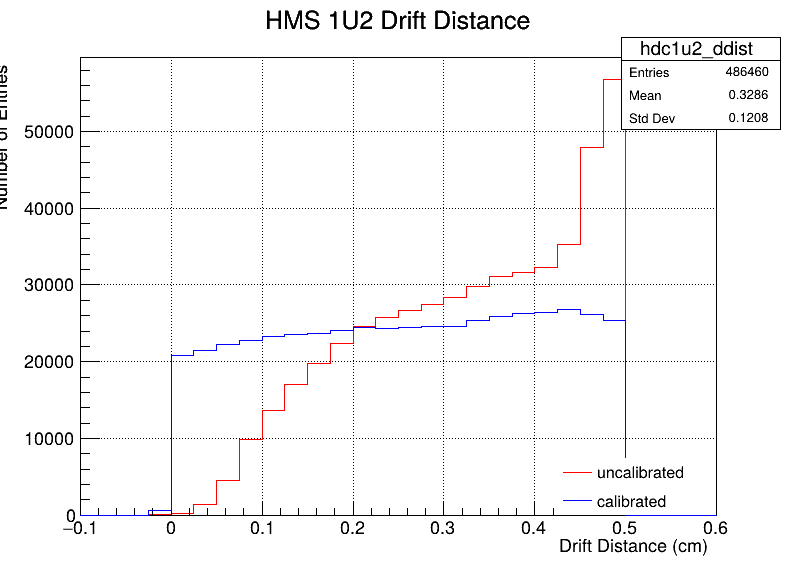 HMS 1U2 Drift Distance
hdc1u2_ddist
Entries 486460
Mean 0.3286
Std Dev 0.1208
Number of Entries
50000
40000
30000
20000
10000
0
−0.1 0 0.1 0.2 0.3 0.4 0.5 0.6
Drift Distance (cm)
uncalibrated
calibrated